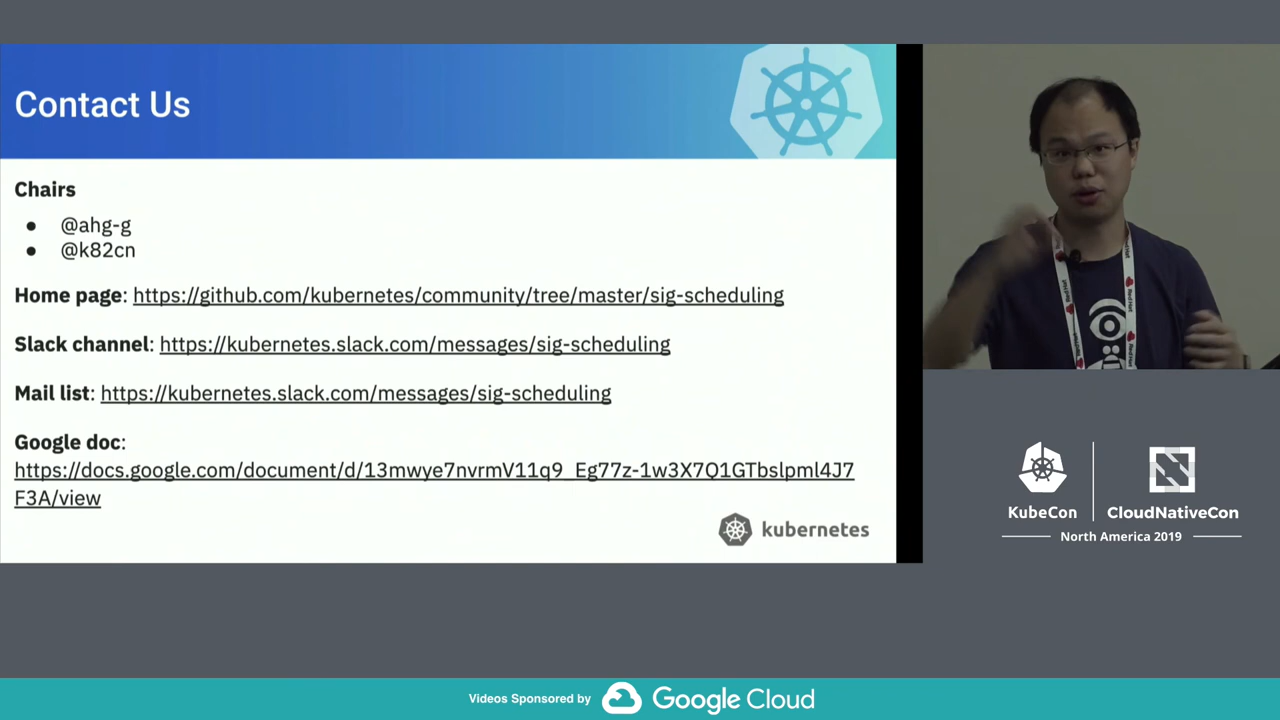 Contact Us
Chairs
● @ahg-g
● @k82cn
Home page: https://github.com/kubernetes/community/tree/master/sig-scheduling
Slack channel: https://kubernetes.slack.com/messages/sig-scheduling
Mail list: https://kubernetes.slack.com/messages/sig-scheduling
Google doc:
https://docs.google.com/document/d/13mwye7nvrmV11q9_Eg77z-1w3X7Q1GTbslpml4J7
F3A/view
kubernetes
KubeCon
CloudNativeCon
North America 2019
Videos Sponsored by
Google Cloud